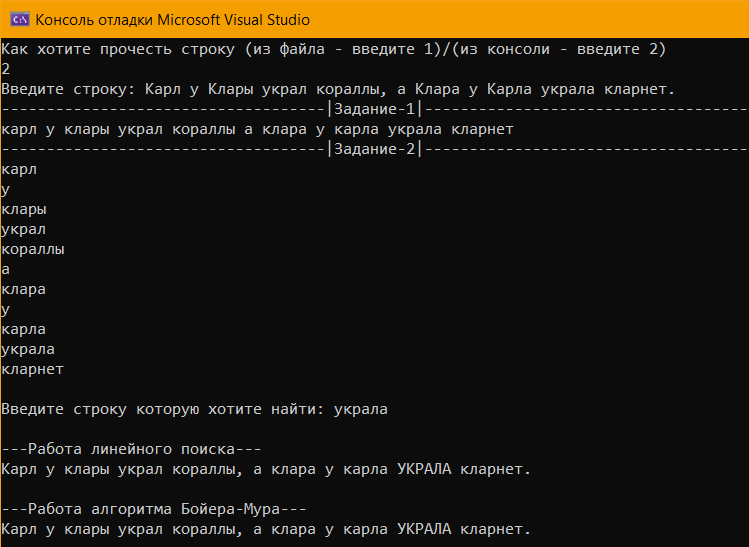 Консоль отладки Microsoft Visual Studio
Как хотите прочесть строку (из файла - введите 1)/(из консоли - введите 2)
2
Введите строку: Карл у Клары украл кораллы, а Клара у Карла украла кларнет.
------------------------------------|Задание-1|------------------------------------
карл у клары украл кораллы а клара у карла украла кларнет
------------------------------------|Задание-2|------------------------------------
карл
у
клары
украл
кораллы
а
клара
у
карла
украла
кларнет
Введите строку которую хотите найти: украла
---Работа линейного поиска---
Карл у клары украл кораллы, а клара у карла УКРАЛА кларнет.
---Работа алгоритма Бойера-Мура---
Карл у клары украл кораллы, а клара у карла УКРАЛА кларнет.